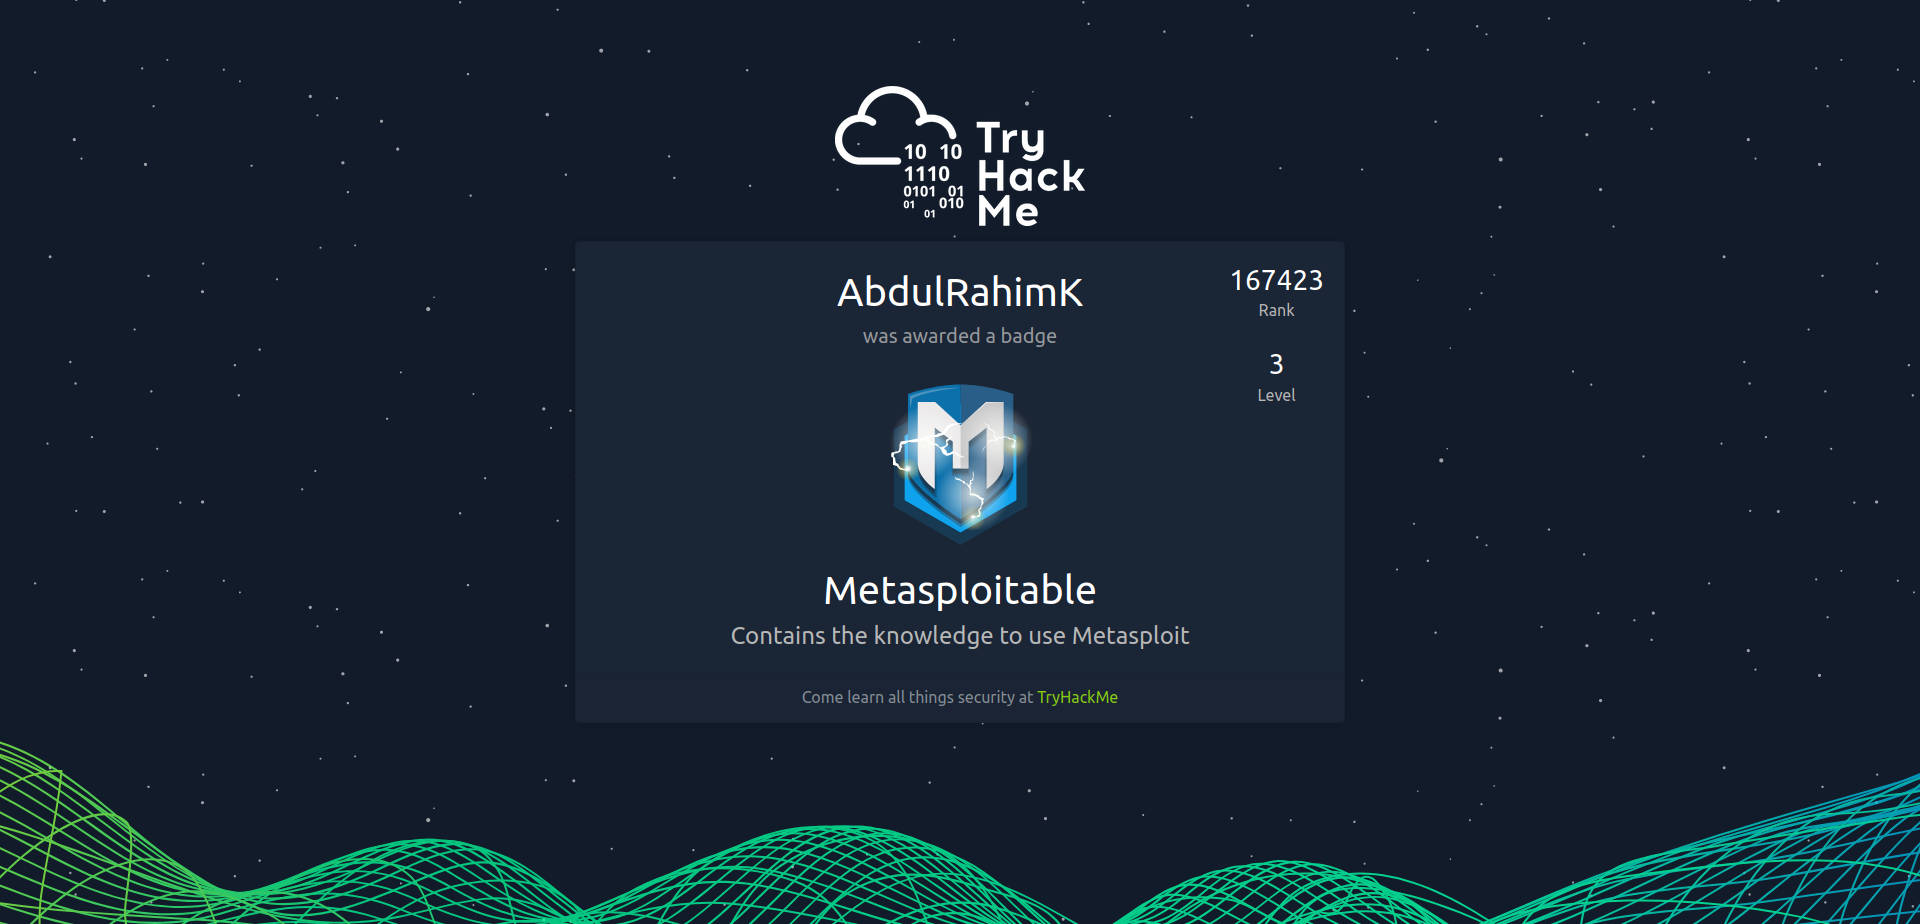 10 10
1110
0101 01
01 010
01
Try
Hack
Me
AbdulRahimK
was awarded a badge
167423
Rank
3
Level
M
Metasploitable
Contains the knowledge to use Metasploit
Come learn all things security at TryHackMe